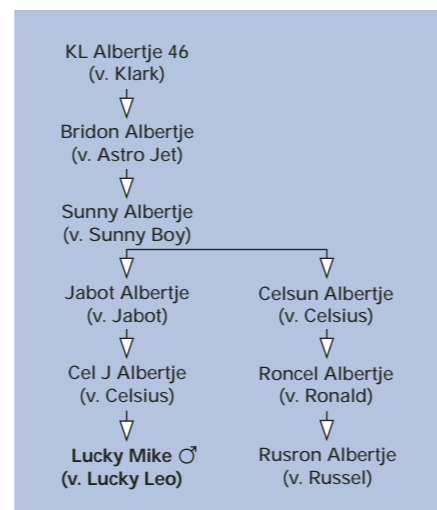 KL Albertje 46
(v. Klark)
Bridon Albertje
(v. Astro Jet)
Sunny Albertje
(v. Sunny Boy)
Jabot Albertje
(v. Jabot)
Celsun Albertje
(v. Celsius)
Cel J Albertje
(v. Celsius)
Roncel Albertje
(v. Ronald)
Lucky Mike ♂
(v. Lucky Leo)
Rusron Albertje
(v. Russel)